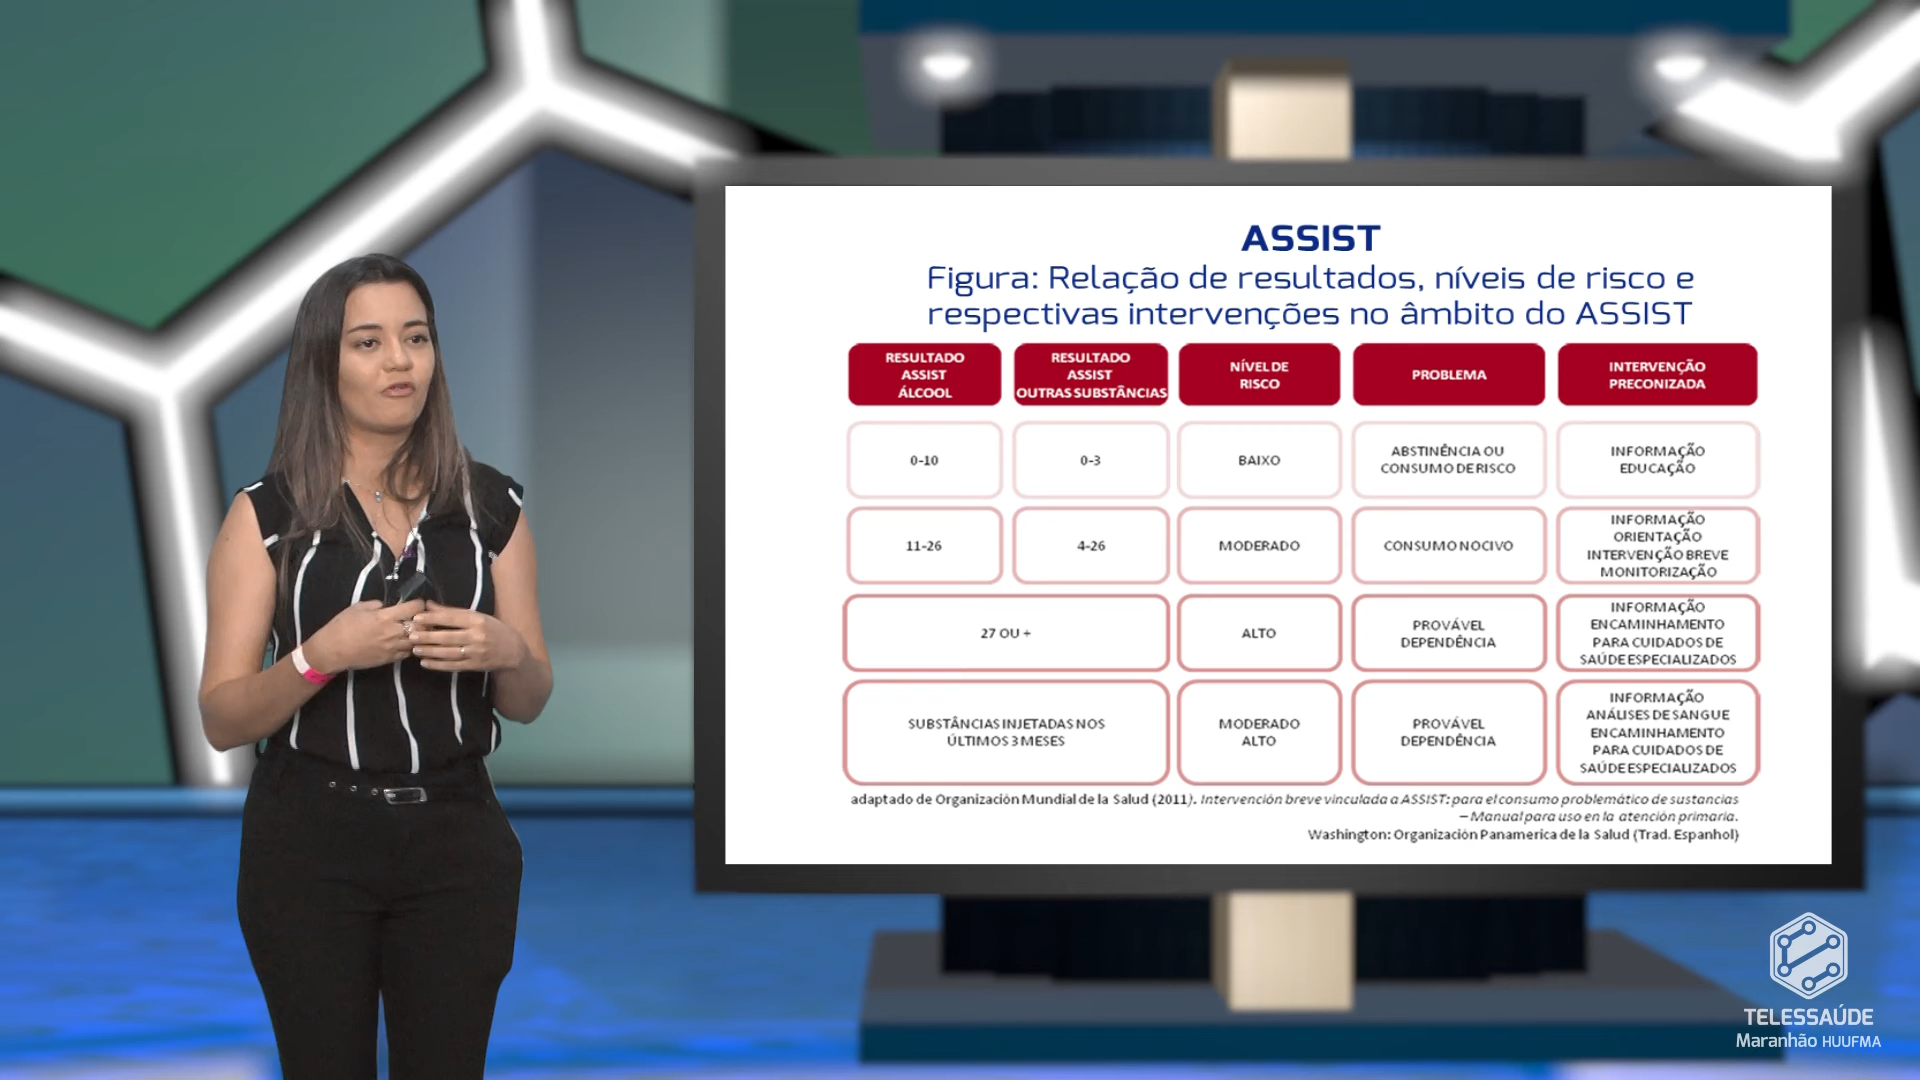 ASSIST
Figura: Relação de resultados, níveis de risco e
respectivas intervenções no âmbito do ASSIST
RESULTADO
ASSIST
ÁLCOOL
RESULTADO
ASSIST
OUTRAS SUBSTÂNCIAS
NÍVEL DE
RISCO
PROBLEMA
INTERVENÇÃO
PRECONIZADA
0-10
0-3
BAIXO
ABSTINÊNCIA OU
CONSUMO DE RISCO
INFORMAÇÃO
EDUCAÇÃO
11-26
4-26
MODERADO
CONSUMO NOCIVO
INFORMAÇÃO
ORIENTAÇÃO
INTERVENÇÃO BREVE
MONITORIZAÇÃO
27 OU +
ALTO
PROVÁVEL
DEPENDÊNCIA
INFORMAÇÃO
ENCAMINHAMENTO
PARA CUIDADOS DE
SAÚDE ESPECIALIZADOS
SUBSTÂNCIAS INJETADAS NOS
ÚLTIMOS 3 MESES
MODERADO
ALTO
PROVÁVEL
DEPENDÊNCIA
INFORMAÇÃO
ANÁLISES DE SANGUE
ENCAMINHAMENTO
PARA CUIDADOS DE
SAÚDE ESPECIALIZADOS
adaptado de Organización Mundial de la Salud (2011). Intervención breve vinculada a ASSIST: para el consumo problemático de sustancias
– Manual para uso en la atención primaria.
Washington: Organización Panamerica de la Salud (Trad. Espanhol)
TELESSAÚDE
Maranhão HUUFMA